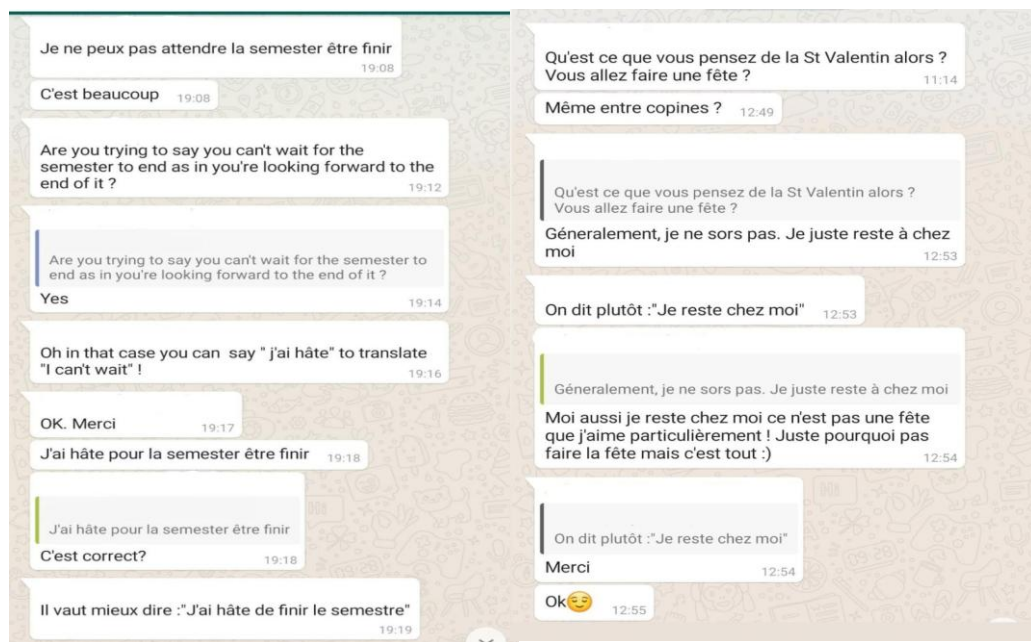 Je ne peux pas attendre la semester être finir
19:08
C'est beaucoup 19:08
Are you trying to say you can't wait for the
semester to end as in you're looking forward to the
end of it ? 19:12
Are you trying to say you can't wait for the semester to
end as in you're looking forward to the end of it ?
Yes 19:14
Oh in that case you can say " j'ai hâte" to translate
"I can't wait" ! 19:16
OK. Merci 19:17
J'ai hâte pour la semester être finir 19:18
J'ai hâte pour la semester être finir
C'est correct? 19:18
Il vaut mieux dire :"J'ai hâte de finir le semestre"
19:19
Qu'est ce que vous pensez de la St Valentin alors ?
Vous allez faire une fête ? 11:14
Même entre copines ? 12:49
Qu'est ce que vous pensez de la St Valentin alors ?
Vous allez faire une fête ?
Géneralement, je ne sors pas. Je juste reste à chez
moi 12:53
On dit plutôt :"Je reste chez moi" 12:53
Géneralement, je ne sors pas. Je juste reste à chez moi
Moi aussi je reste chez moi ce n'est pas une fête
que j'aime particulièrement ! Juste pourquoi pas
faire la fête mais c'est tout :) 12:54
On dit plutôt :"Je reste chez moi"
Merci 12:54
Ok😌 12:55